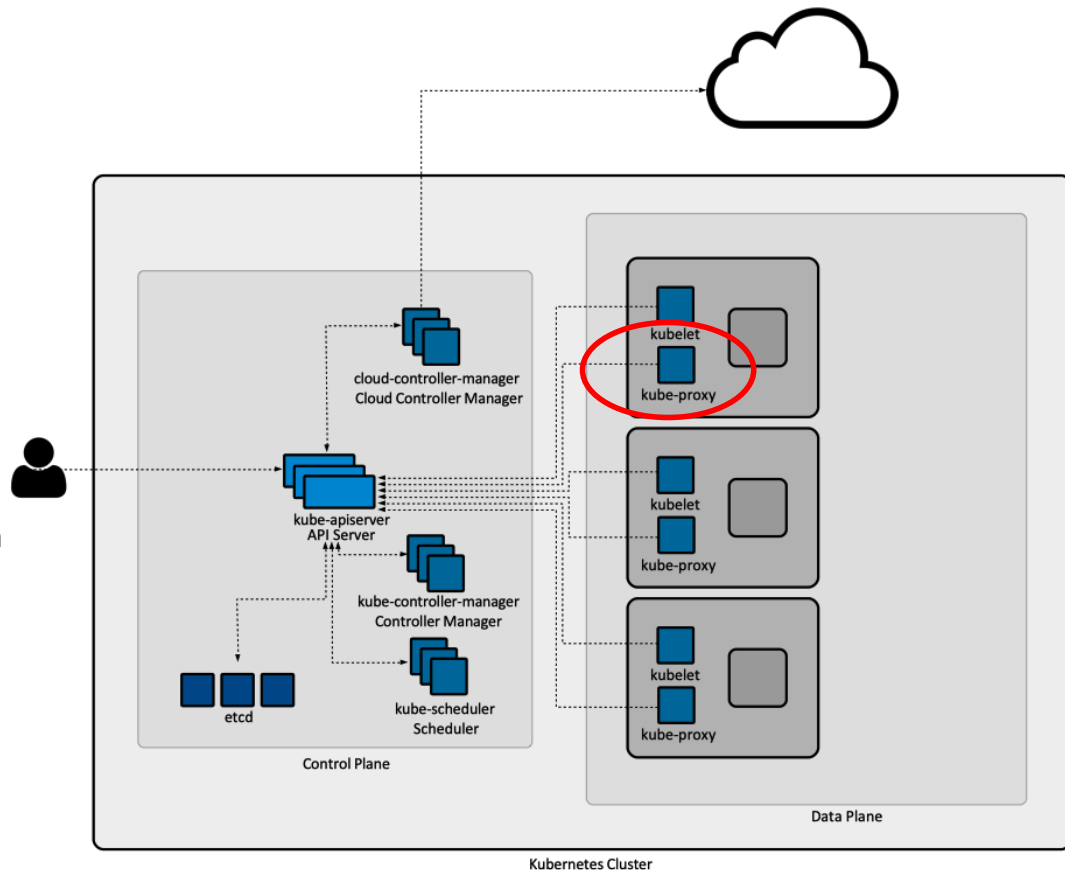 kubelet
kube-proxy
cloud-controller-manager
Cloud Controller Manager
kube-apiserver
API Server
kubelet
kube-proxy
kube-controller-manager
Controller Manager
kubelet
kube-proxy
kube-scheduler
Scheduler
etcd
Control Plane
Data Plane
Kubernetes Cluster